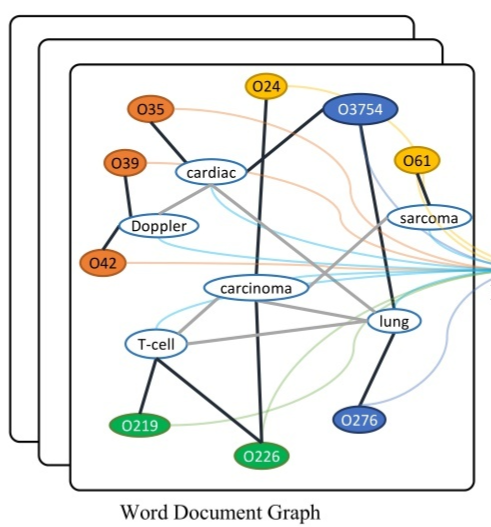 O24
O35
O3754
O39
O61
cardiac
Doppler
sarcoma
O42
carcinoma
lung
T-cell
O219
O276
O226
Word Document Graph